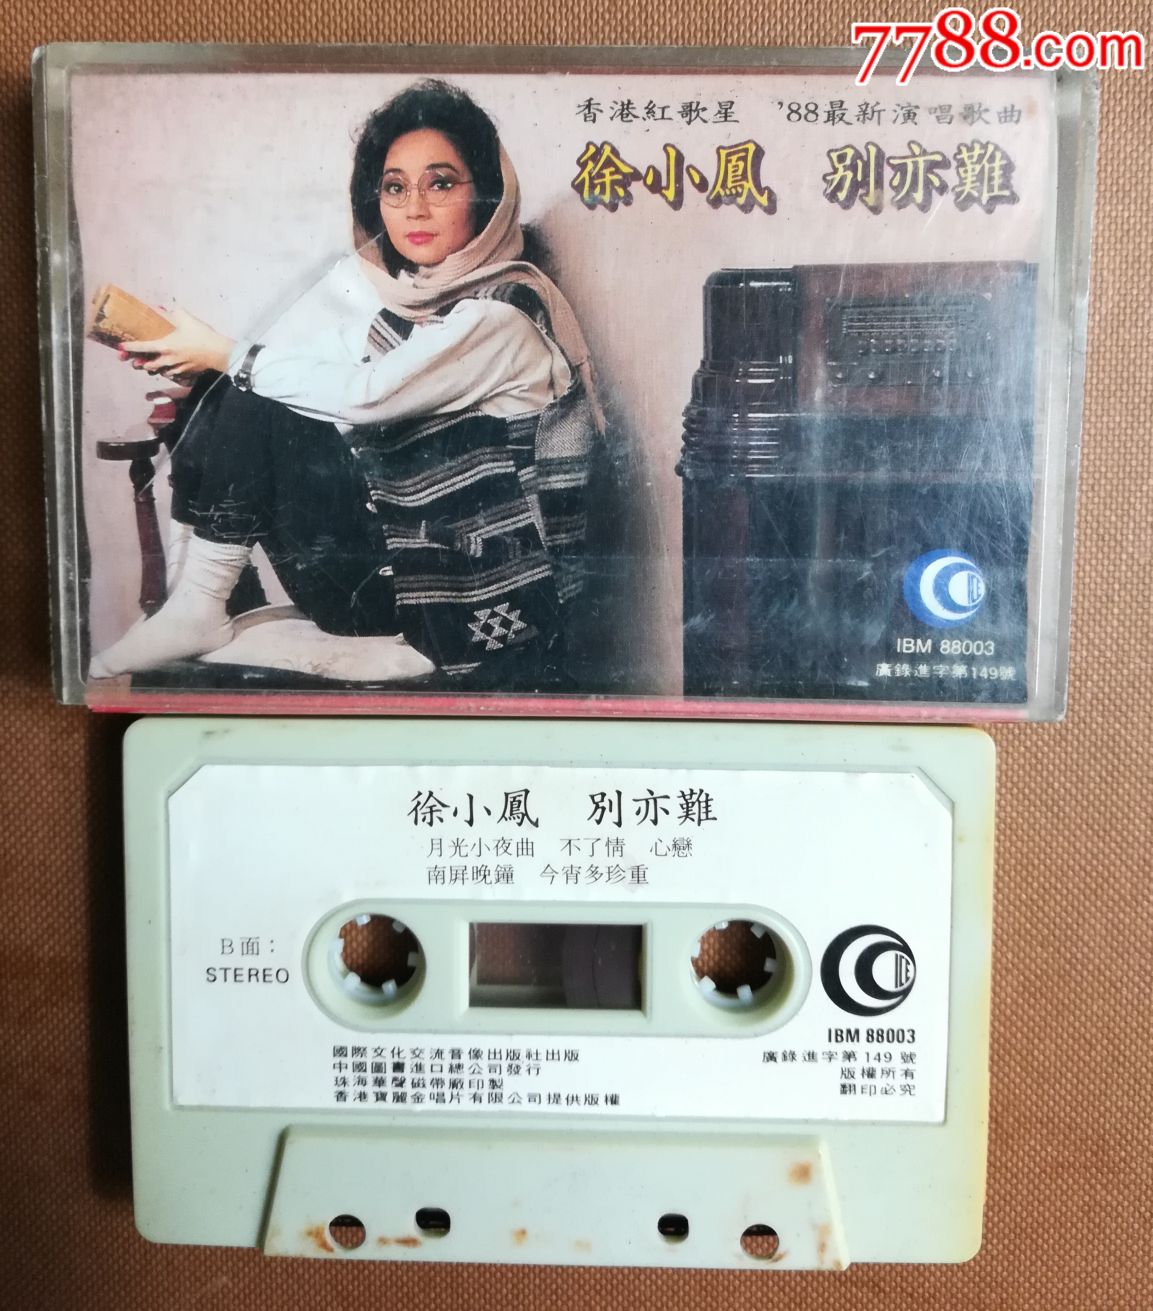 7788.com
香港紅歌星 '88最新演唱歌曲
徐小鳳 別亦難
ICE
IBM 88003
廣錄進字第149號
徐小鳳 別亦難
月光小夜曲 不了情 心戀
南屏晚鐘 今宵多珍重
B面：
STEREO
ICE
IBM 88003
國際文化交流音像出版社出版
中國圖書進口總公司發行
珠海華聲磁帶廠印製
香港寶麗金唱片有限公司提供版權
廣錄進字第149號
版權所有
翻印必究